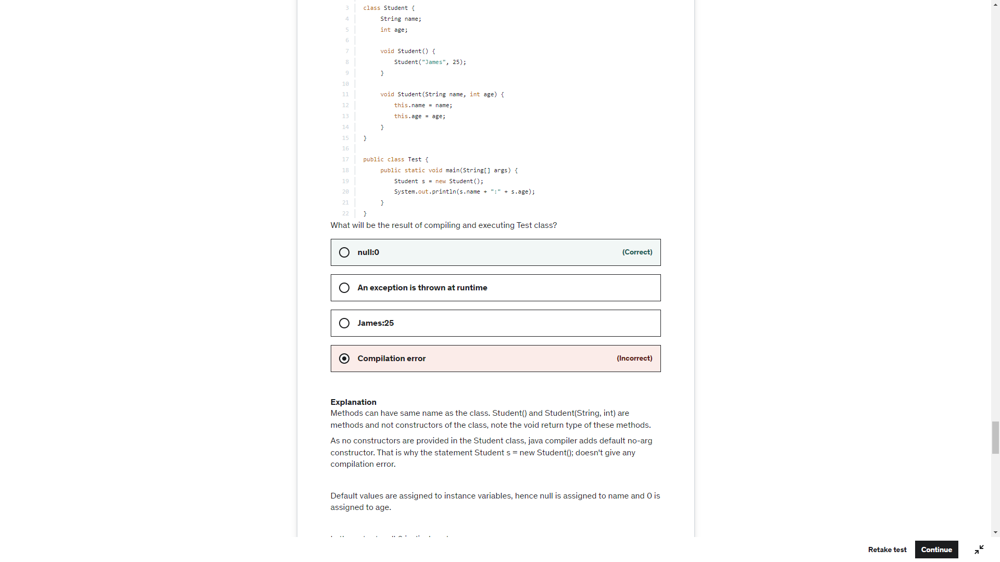 3 class Student {
4 String name;
5 int age;
6
7 void Student() {
8 Student("James", 25);
9 }
10
11 void Student(String name, int age) {
12 this.name = name;
13 this.age = age;
14 }
15 }
16
17 public class Test {
18 public static void main(String[] args) {
19 Student s = new Student();
20 System.out.println(s.name + ":" + s.age);
21 }
22 }
What will be the result of compiling and executing Test class?
null:0 (Correct)
An exception is thrown at runtime
James:25
Compilation error (Incorrect)
Explanation
Methods can have same name as the class. Student() and Student(String, int) are
methods and not constructors of the class, note the void return type of these methods.
As no constructors are provided in the Student class, java compiler adds default no-arg
constructor. That is why the statement Student s = new Student(); doesn't give any
compilation error.
Default values are assigned to instance variables, hence null is assigned to name and 0 is
assigned to age.
Retake test Continue